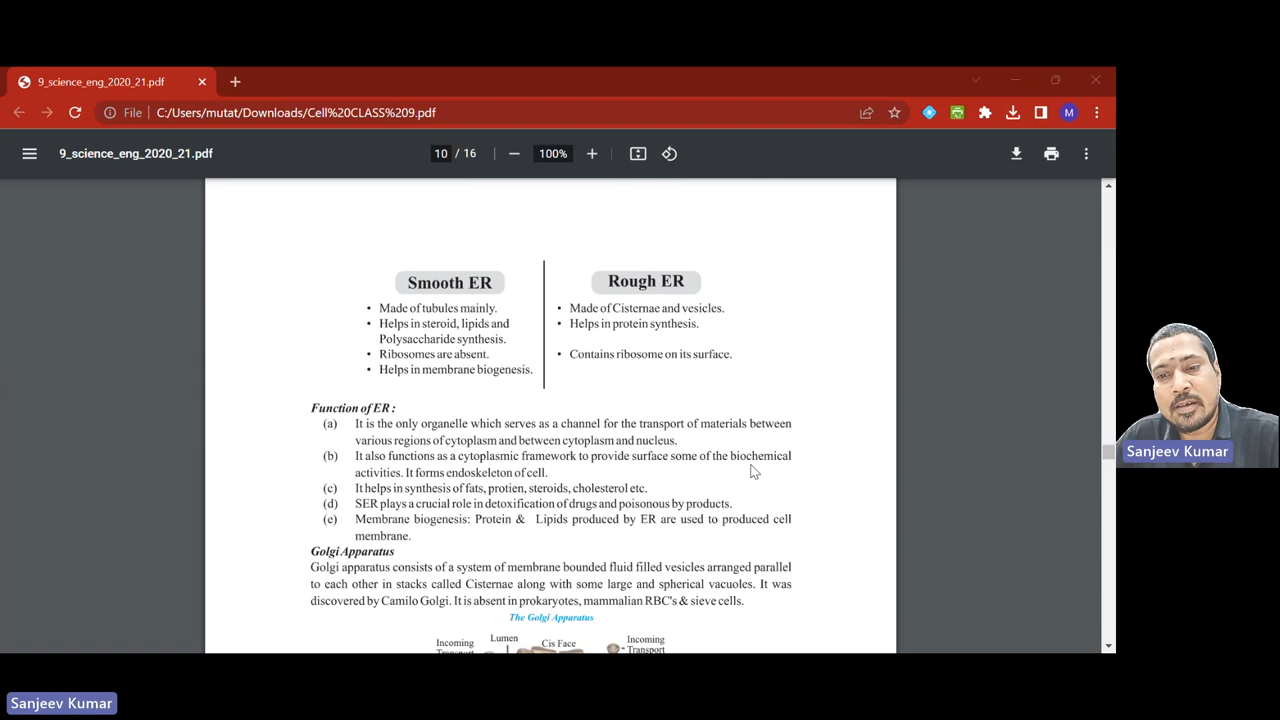 9_science_eng_2020_21.pdf
File C:/Users/mutat/Downloads/Cell%20CLASS%209.pdf
M
9_science_eng_2020_21.pdf 10 / 16 100%
Smooth ER
• Made of tubules mainly.
• Helps in steroid, lipids and
Polysaccharide synthesis.
• Ribosomes are absent.
• Helps in membrane biogenesis.
Rough ER
• Made of Cisternae and vesicles.
• Helps in protein synthesis.
• Contains ribosome on its surface.
Function of ER :
(a) It is the only organelle which serves as a channel for the transport of materials between
various regions of cytoplasm and between cytoplasm and nucleus.
(b) It also functions as a cytoplasmic framework to provide surface some of the biochemical
activities. It forms endoskeleton of cell.
(c) It helps in synthesis of fats, protien, steroids, cholesterol etc.
(d) SER plays a crucial role in detoxification of drugs and poisonous by products.
(e) Membrane biogenesis: Protein & Lipids produced by ER are used to produced cell
membrane.
Golgi Apparatus
Golgi apparatus consists of a system of membrane bounded fluid filled vesicles arranged parallel
to each other in stacks called Cisternae along with some large and spherical vacuoles. It was
discovered by Camilo Golgi. It is absent in prokaryotes, mammalian RBC's & sieve cells.
The Golgi Apparatus
Incoming
Transport
Lumen
Cis Face
Incoming
Transport
Sanjeev Kumar
Sanjeev Kumar